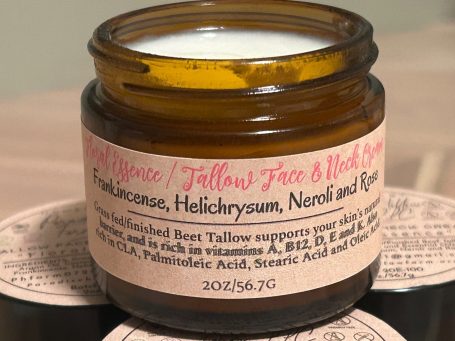 Floral Essence / Tallow Face & Neck Cream
Frankincense, Helichrysum, Neroli and Rose
Grass fed/finished Beet Tallow supports your skin's natural
barrier, and is rich in vitamins A, B12, D, E and K. Also
rich in CLA, Palmitoleic Acid, Stearic Acid and Oleic Acid.
2OZ/56.7G